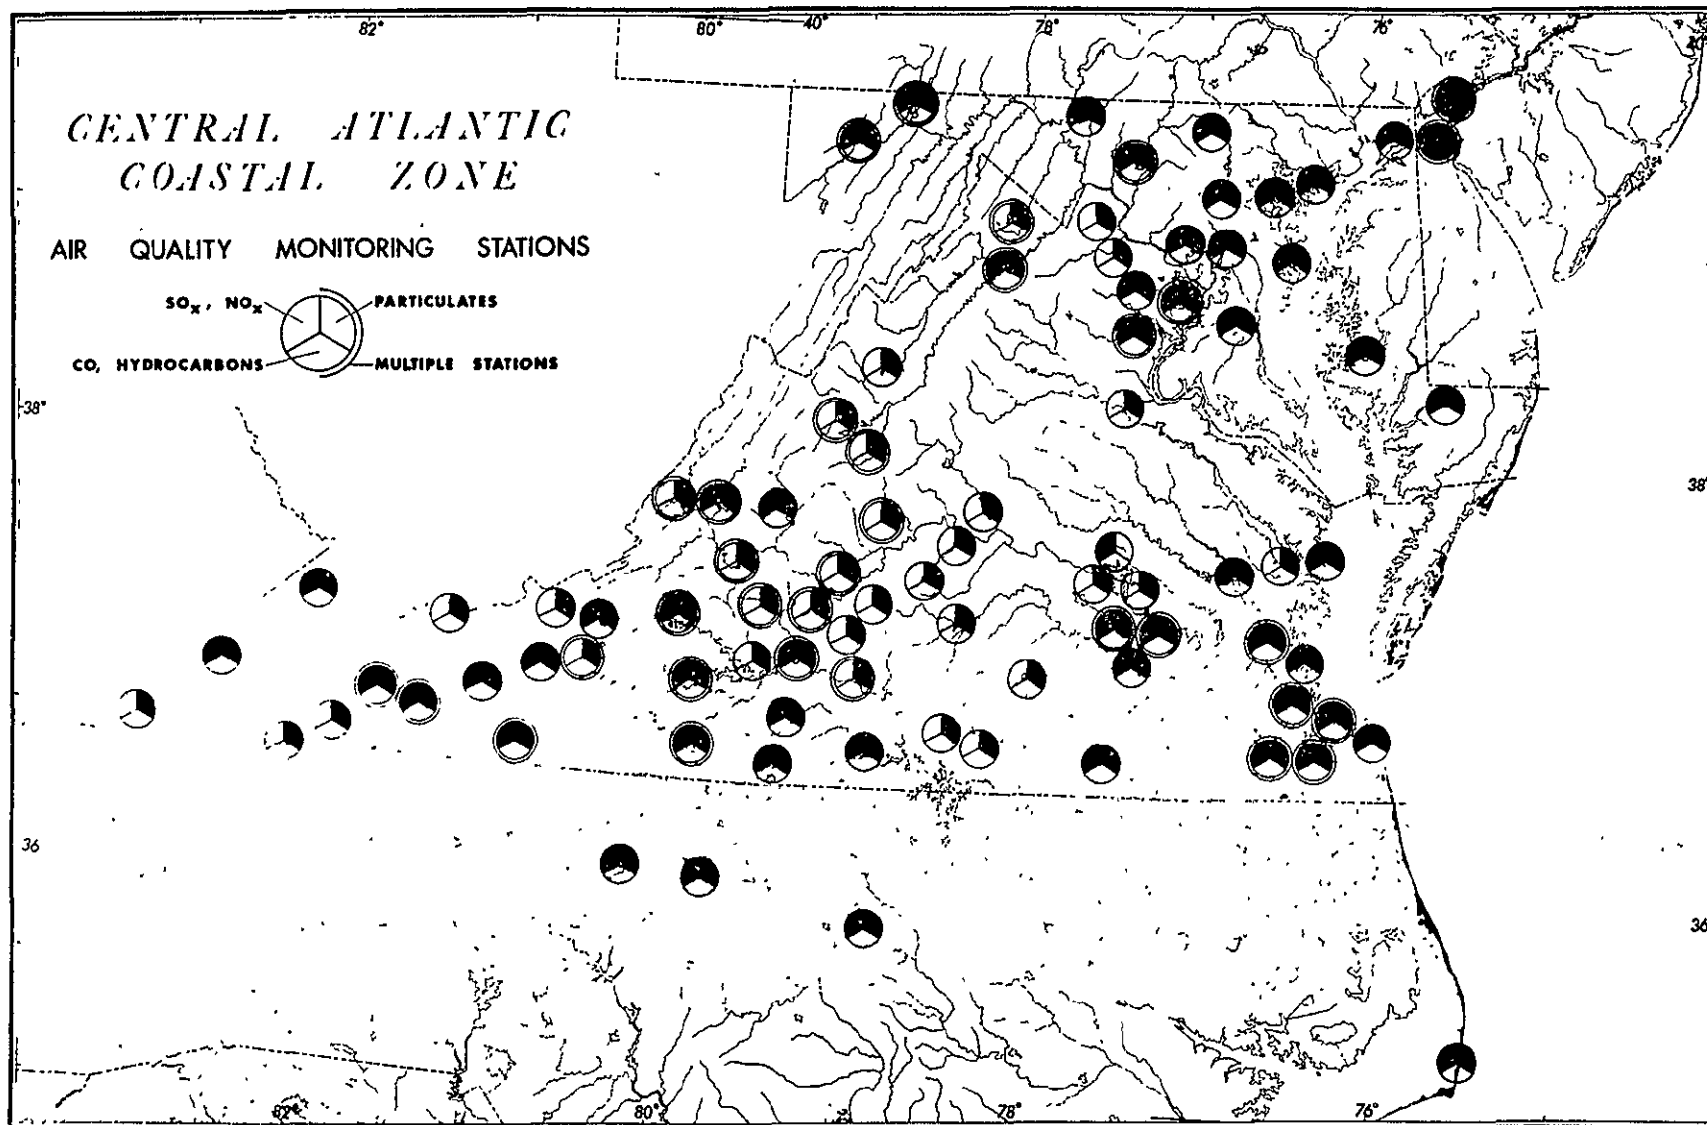 82° 80° 40° 78° 76°
CENTRAL ATLANTIC
COASTAL ZONE
AIR QUALITY MONITORING STATIONS
SOx, NOx PARTICULATES
CO, HYDROCARBONS MULTIPLE STATIONS
38°
38°
36
36
82° 80° 78° 76°